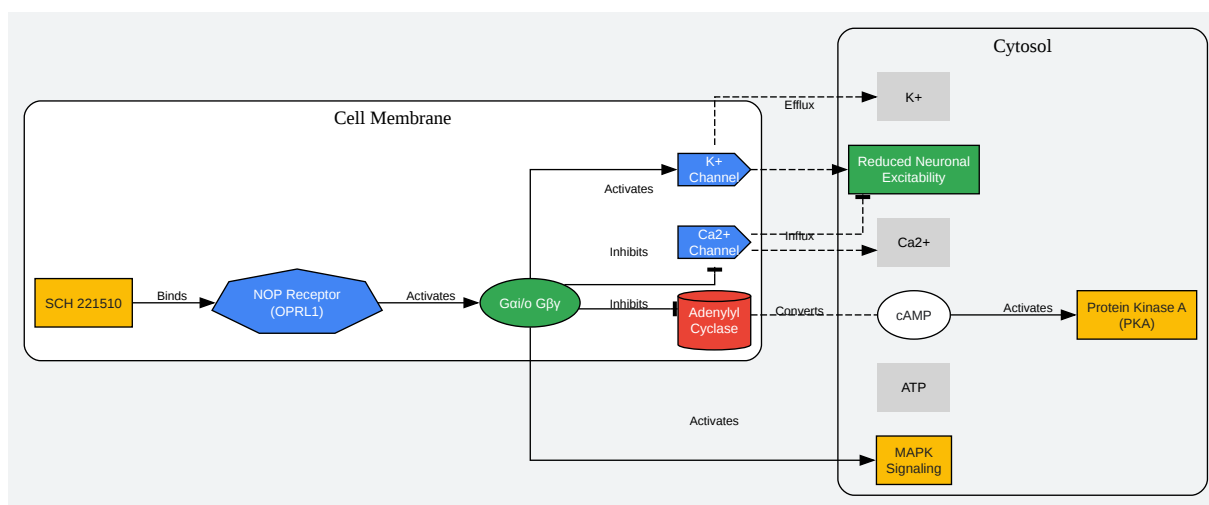 Cytosol
K+
Efflux
Cell Membrane
K+
Channel
Reduced Neuronal
Excitability
Activates
Ca2+
Channel
Influx
Ca2+
Inhibits
SCH 221510
Binds
NOP Receptor
(OPRL1)
Activates
Gαi/o Gβγ
Inhibits
Adenylyl
Cyclase
Converts
cAMP
Activates
Protein Kinase A
(PKA)
ATP
Activates
MAPK
Signaling